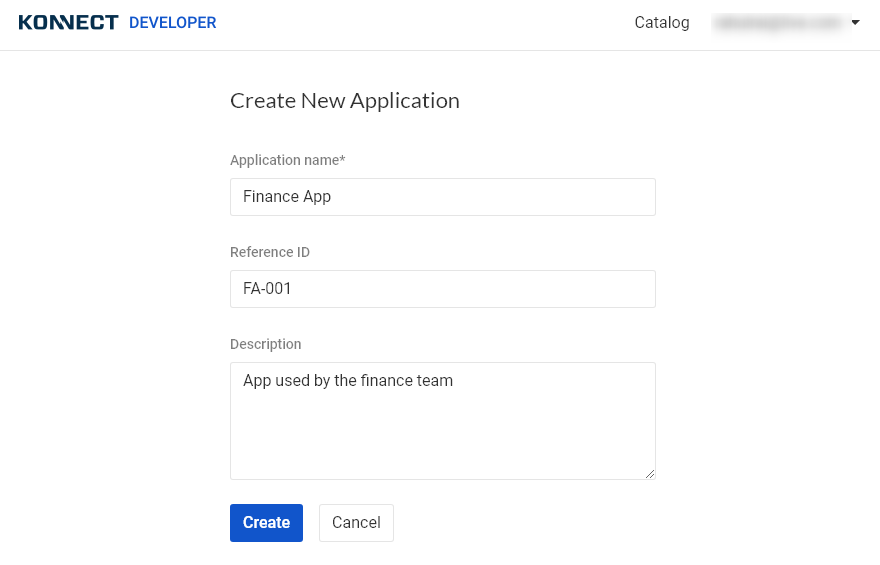 KONNECT DEVELOPER
Catalog
Create New Application
Application name*
Finance App
Reference ID
FA-001
Description
App used by the finance team
Create
Cancel